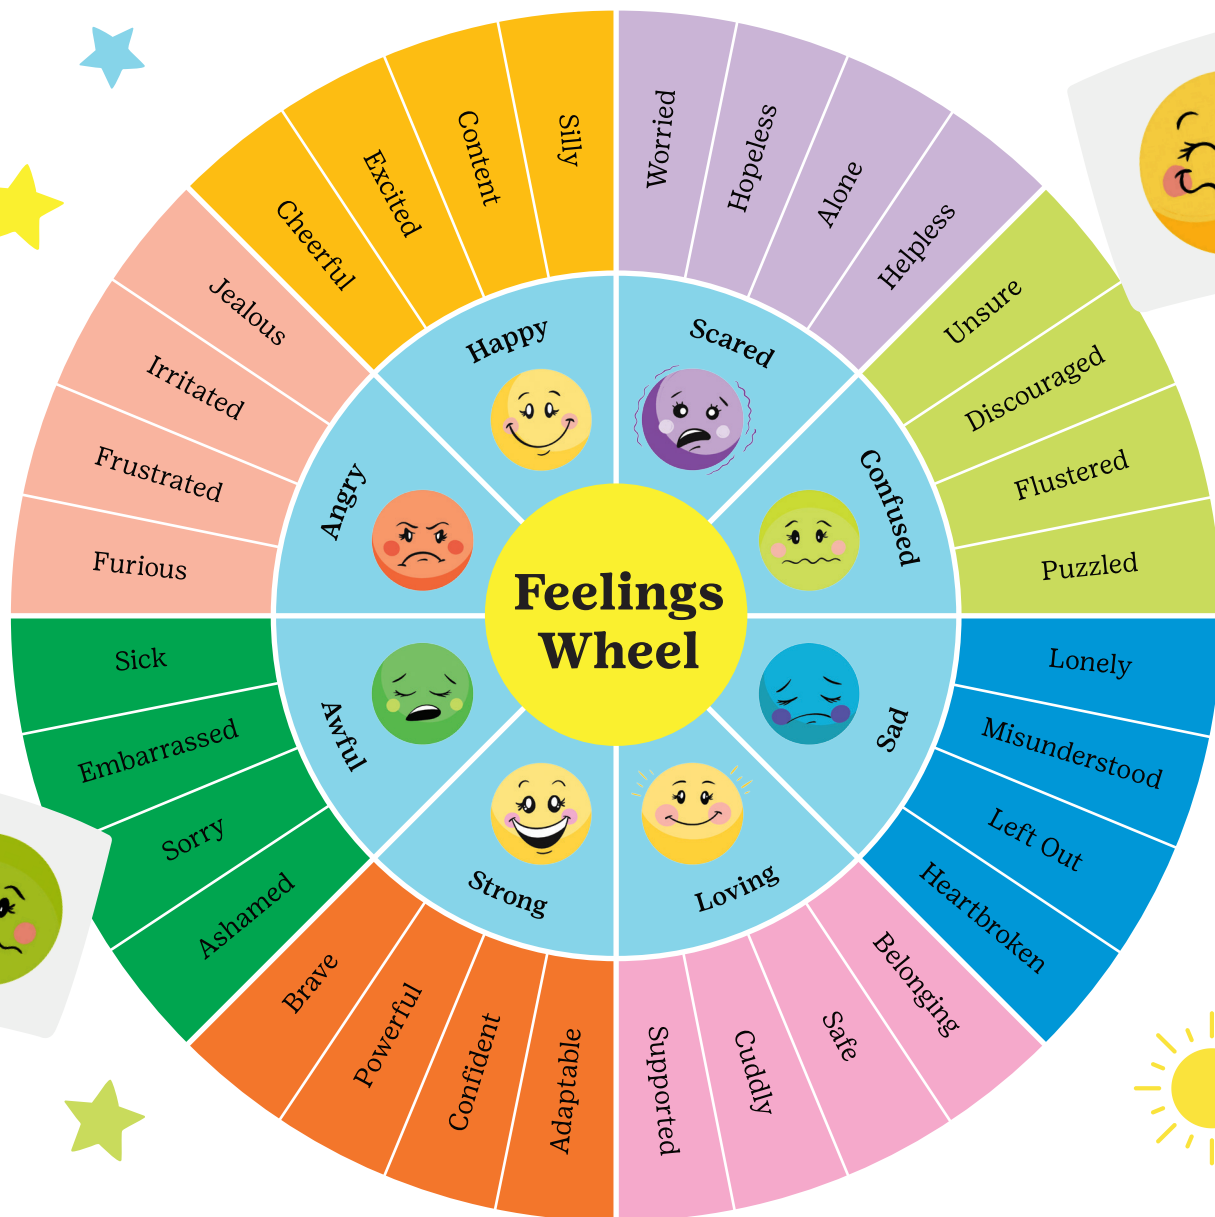 Feelings
Wheel
Happy
Scared
Confused
Sad
Loving
Strong
Awful
Angry
Cheerful
Excited
Content
Silly
Worried
Hopeless
Alone
Helpless
Unsure
Discouraged
Flustered
Puzzled
Lonely
Misunderstood
Left Out
Heartbroken
Belonging
Safe
Cuddly
Supported
Adaptable
Confident
Powerful
Brave
Ashamed
Sorry
Embarrassed
Sick
Furious
Frustrated
Irritated
Jealous